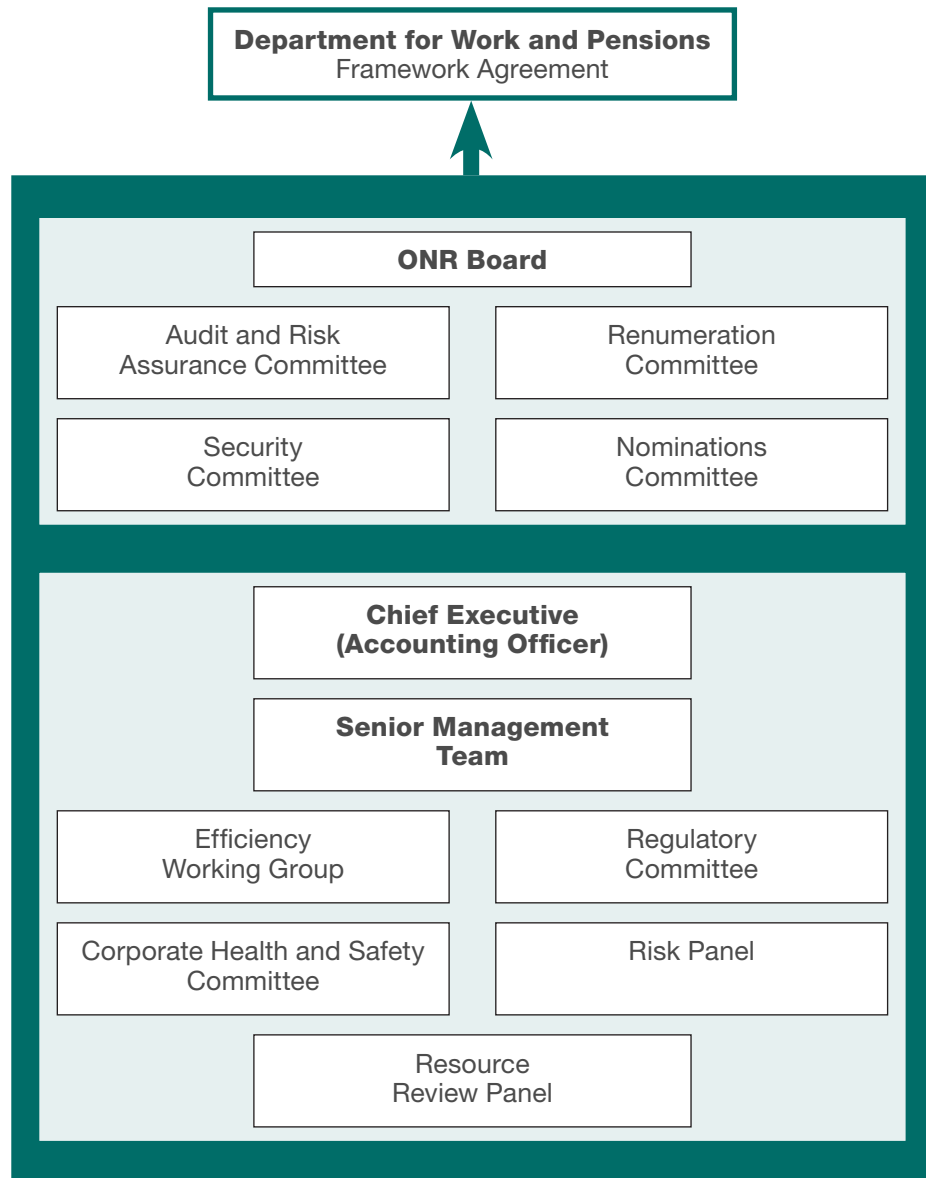 Department for Work and Pensions
Framework Agreement
ONR Board
Audit and Risk
Assurance Committee
Renumeration
Committee
Security
Committee
Nominations
Committee
Chief Executive
(Accounting Officer)
Senior Management
Team
Efficiency
Working Group
Regulatory
Committee
Corporate Health and Safety
Committee
Risk Panel
Resource
Review Panel